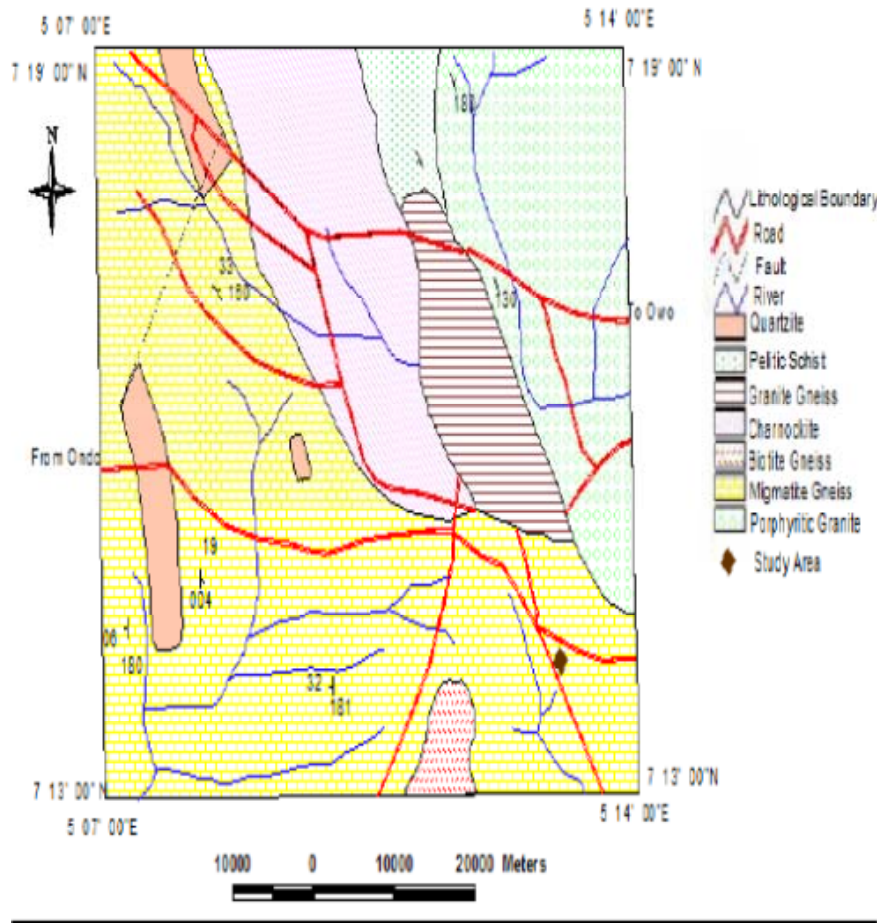 5 07' 00"E
5 14' 00"E
7 19' 00" N
7 19' 00" N
N
180
33
160
130
To Owo
From Ondo
19
004
06
180
32
181
7 13' 00"N
7 13' 00"N
5 07' 00"E
5 14' 00"E
Lithological Boundary
Road
Fault
River
Quartzite
Pelitic Schist
Granite Gneiss
Charnockite
Biotite Gneiss
Migmatite Gneiss
Porphyritic Granite
Study Area
10000 0 10000 20000 Meters